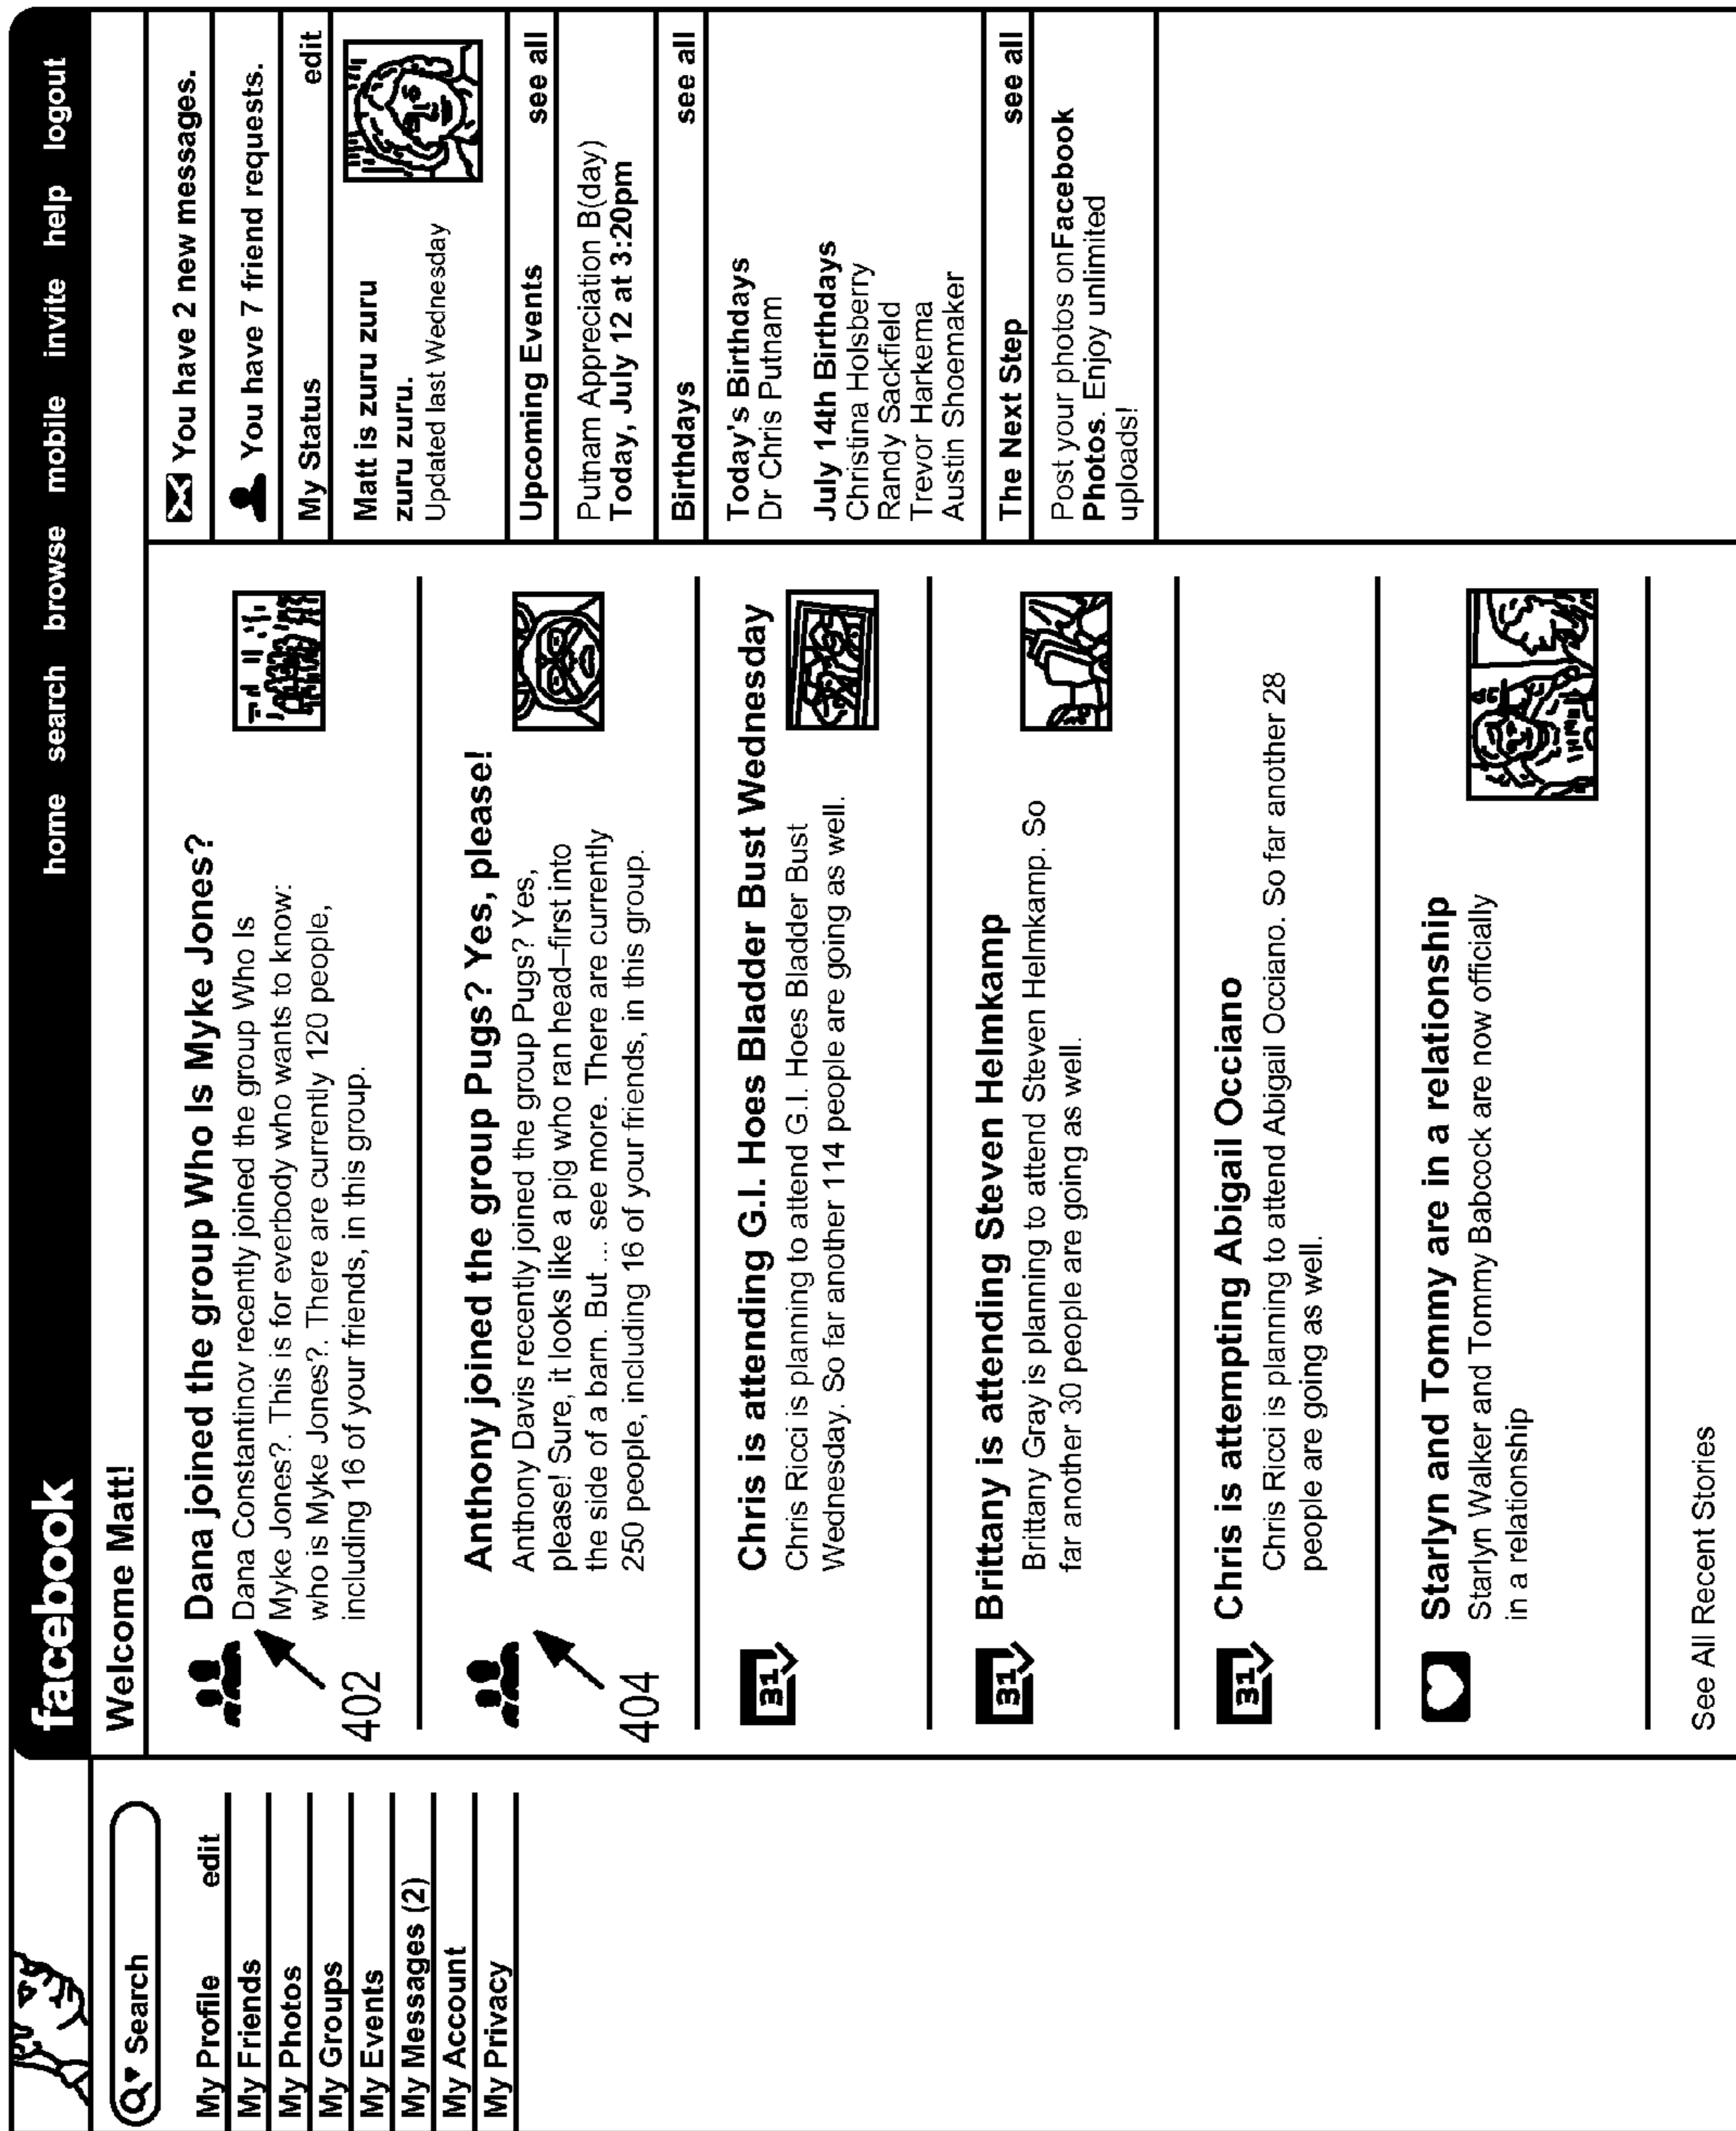 facebook
home search browse mobile invite help logout
Search
My Profile edit
My Friends
My Photos
My Groups
My Events
My Messages (2)
My Account
My Privacy
Welcome Matt!
Dana joined the group Who Is Myke Jones?
Dana Constantinov recently joined the group Who Is
Myke Jones?. This is for everbody who wants to know:
who is Myke Jones?. There are currently 120 people,
including 16 of your friends, in this group.
402
Anthony joined the group Pugs? Yes, please!
Anthony Davis recently joined the group Pugs? Yes,
please! Sure, it looks like a pig who ran head–first into
the side of a barn. But ... see more. There are currently
250 people, including 16 of your friends, in this group.
404
31
Chris is attending G.I. Hoes Bladder Bust Wednesday
Chris Ricci is planning to attend G.I. Hoes Bladder Bust
Wednesday. So far another 114 people are going as well.
31
Brittany is attending Steven Helmkamp
Brittany Gray is planning to attend Steven Helmkamp. So
far another 30 people are going as well.
31
Chris is attempting Abigail Occiano
Chris Ricci is planning to attend Abigail Occiano. So far another 28
people are going as well.
Starlyn and Tommy are in a relationship
Starlyn Walker and Tommy Babcock are now officially
in a relationship
See All Recent Stories
You have 2 new messages.
You have 7 friend requests.
My Status edit
Matt is zuru zuru
zuru zuru.
Updated last Wednesday
Upcoming Events see all
Putnam Appreciation B(day)
Today, July 12 at 3:20pm
Birthdays see all
Today's Birthdays
Dr Chris Putnam
July 14th Birthdays
Christina Holsberry
Randy Sackfield
Trevor Harkema
Austin Shoemaker
The Next Step see all
Post your photos onFacebook
Photos. Enjoy unlimited
uploads!